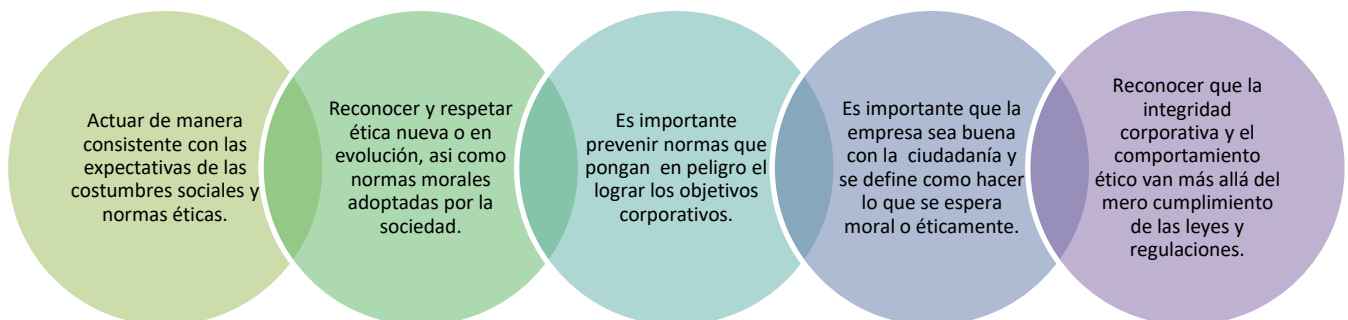 Actuar de manera
consistente con las
expectativas de las
costumbres sociales y
normas éticas.
Reconocer y respetar
ética nueva o en
evolución, asi como
normas morales
adoptadas por la
sociedad.
Es importante
prevenir normas que
pongan en peligro el
lograr los objetivos
corporativos.
Es importante que la
empresa sea buena
con la ciudadanía y
se define como hacer
lo que se espera
moral o éticamente.
Reconocer que la
integridad
corporativa y el
comportamiento
ético van más allá del
mero cumplimiento
de las leyes y
regulaciones.